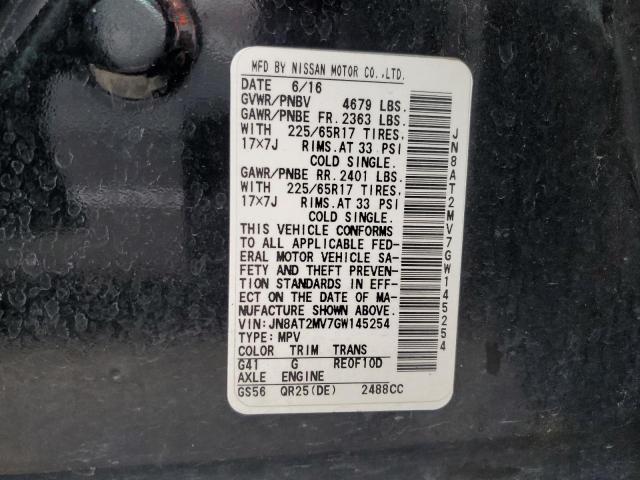 MFD BY NISSAN MOTOR CO.,LTD.
DATE 6/16
GVWR/PNBV 4679 LBS.
GAWR/PNBE FR. 2363 LBS.
WITH 225/65R17 TIRES.
17×7J RIMS.AT 33 PSI
COLD SINGLE.
GAWR/PNBE RR. 2401 LBS.
WITH 225/65R17 TIRES.
17×7J RIMS.AT 33 PSI
COLD SINGLE.
THIS VEHICLE CONFORMS
TO ALL APPLICABLE FED-
ERAL MOTOR VEHICLE SA-
FETY AND THEFT PREVEN-
TION STANDARDS IN EFF-
ECT ON THE DATE OF MA-
NUFACTURE SHOWN ABOVE.
VIN:JN8AT2MV7GW145254
TYPE:MPV
COLOR TRIM TRANS
G41 G RE0F10D
AXLE ENGINE
GS56 QR25(DE) 2488CC
JN8AT2MV7GW145254